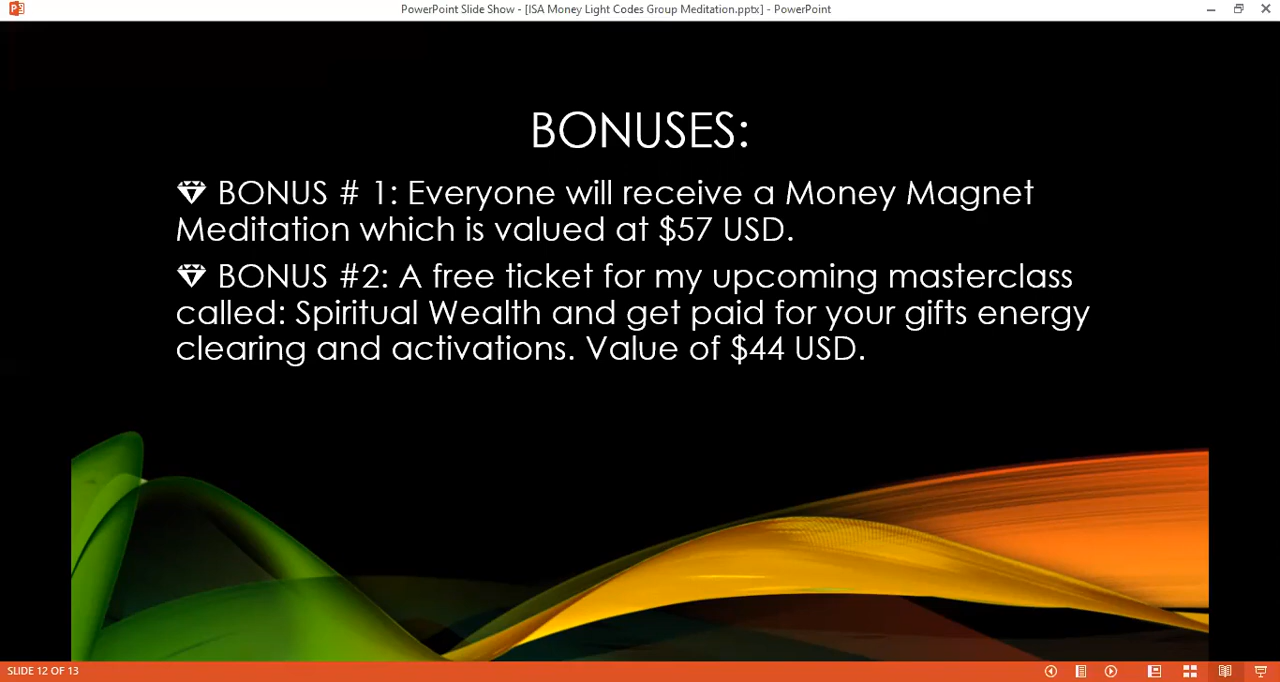 PowerPoint Slide Show - [ISA Money Light Codes Group Meditation.pptx] - PowerPoint
BONUSES:
BONUS # 1: Everyone will receive a Money Magnet
Meditation which is valued at $57 USD.
BONUS #2: A free ticket for my upcoming masterclass
called: Spiritual Wealth and get paid for your gifts energy
clearing and activations. Value of $44 USD.
SLIDE 12 OF 13